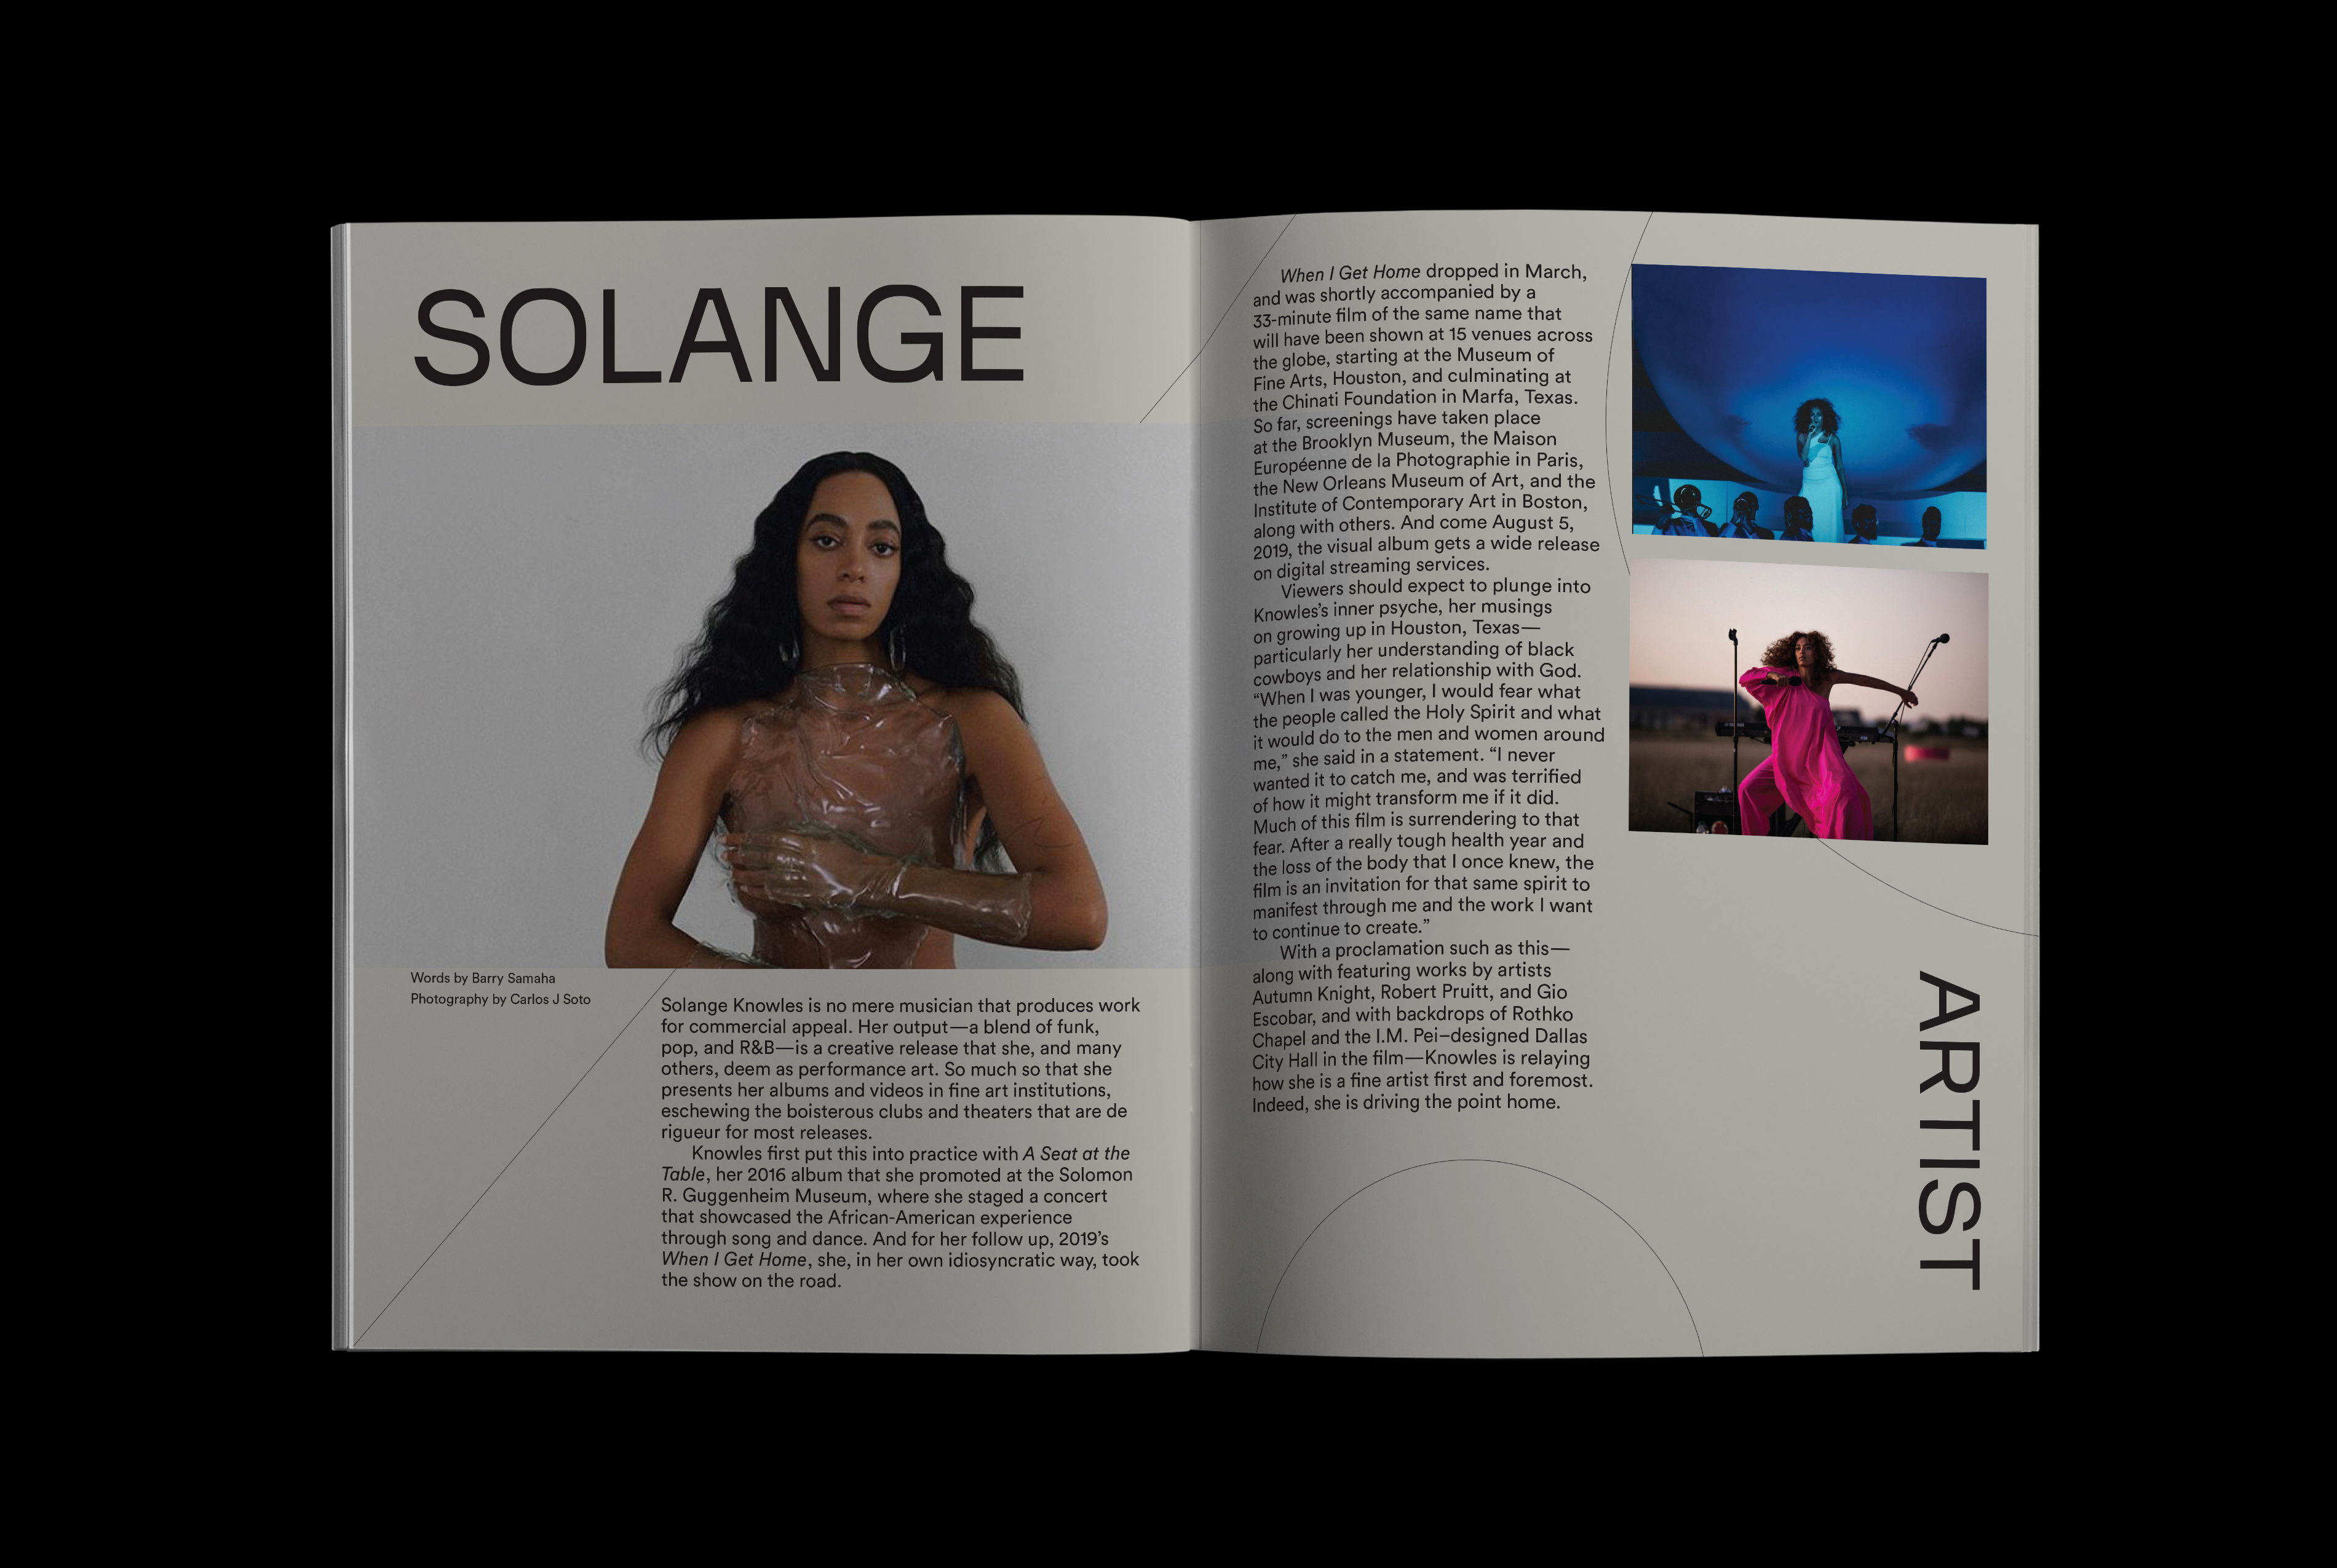 SOLANGE
Words by Barry Samaha
Photography by Carlos J Soto
Solange Knowles is no mere musician that produces work
for commercial appeal. Her output—a blend of funk,
pop, and R&B—is a creative release that she, and many
others, deem as performance art. So much so that she
presents her albums and videos in fine art institutions,
eschewing the boisterous clubs and theaters that are de
rigueur for most releases.
Knowles first put this into practice with A Seat at the
Table, her 2016 album that she promoted at the Solomon
R. Guggenheim Museum, where she staged a concert
that showcased the African-American experience
through song and dance. And for her follow up, 2019’s
When I Get Home, she, in her own idiosyncratic way, took
the show on the road.
When I Get Home dropped in March,
and was shortly accompanied by a
33-minute film of the same name that
will have been shown at 15 venues across
the globe, starting at the Museum of
Fine Arts, Houston, and culminating at
the Chinati Foundation in Marfa, Texas.
So far, screenings have taken place
at the Brooklyn Museum, the Maison
Européenne de la Photographie in Paris,
the New Orleans Museum of Art, and the
Institute of Contemporary Art in Boston,
along with others. And come August 5,
2019, the visual album gets a wide release
on digital streaming services.
Viewers should expect to plunge into
Knowles’s inner psyche, her musings
on growing up in Houston, Texas—
particularly her understanding of black
cowboys and her relationship with God.
“When I was younger, I would fear what
the people called the Holy Spirit and what
it would do to the men and women around
me,” she said in a statement. “I never
wanted it to catch me, and was terrified
of how it might transform me if it did.
Much of this film is surrendering to that
fear. After a really tough health year and
the loss of the body that I once knew, the
film is an invitation for that same spirit to
manifest through me and the work I want
to continue to create.”
With a proclamation such as this—
along with featuring works by artists
Autumn Knight, Robert Pruitt, and Gio
Escobar, and with backdrops of Rothko
Chapel and the I.M. Pei–designed Dallas
City Hall in the film—Knowles is relaying
how she is a fine artist first and foremost.
Indeed, she is driving the point home.
ARTIST